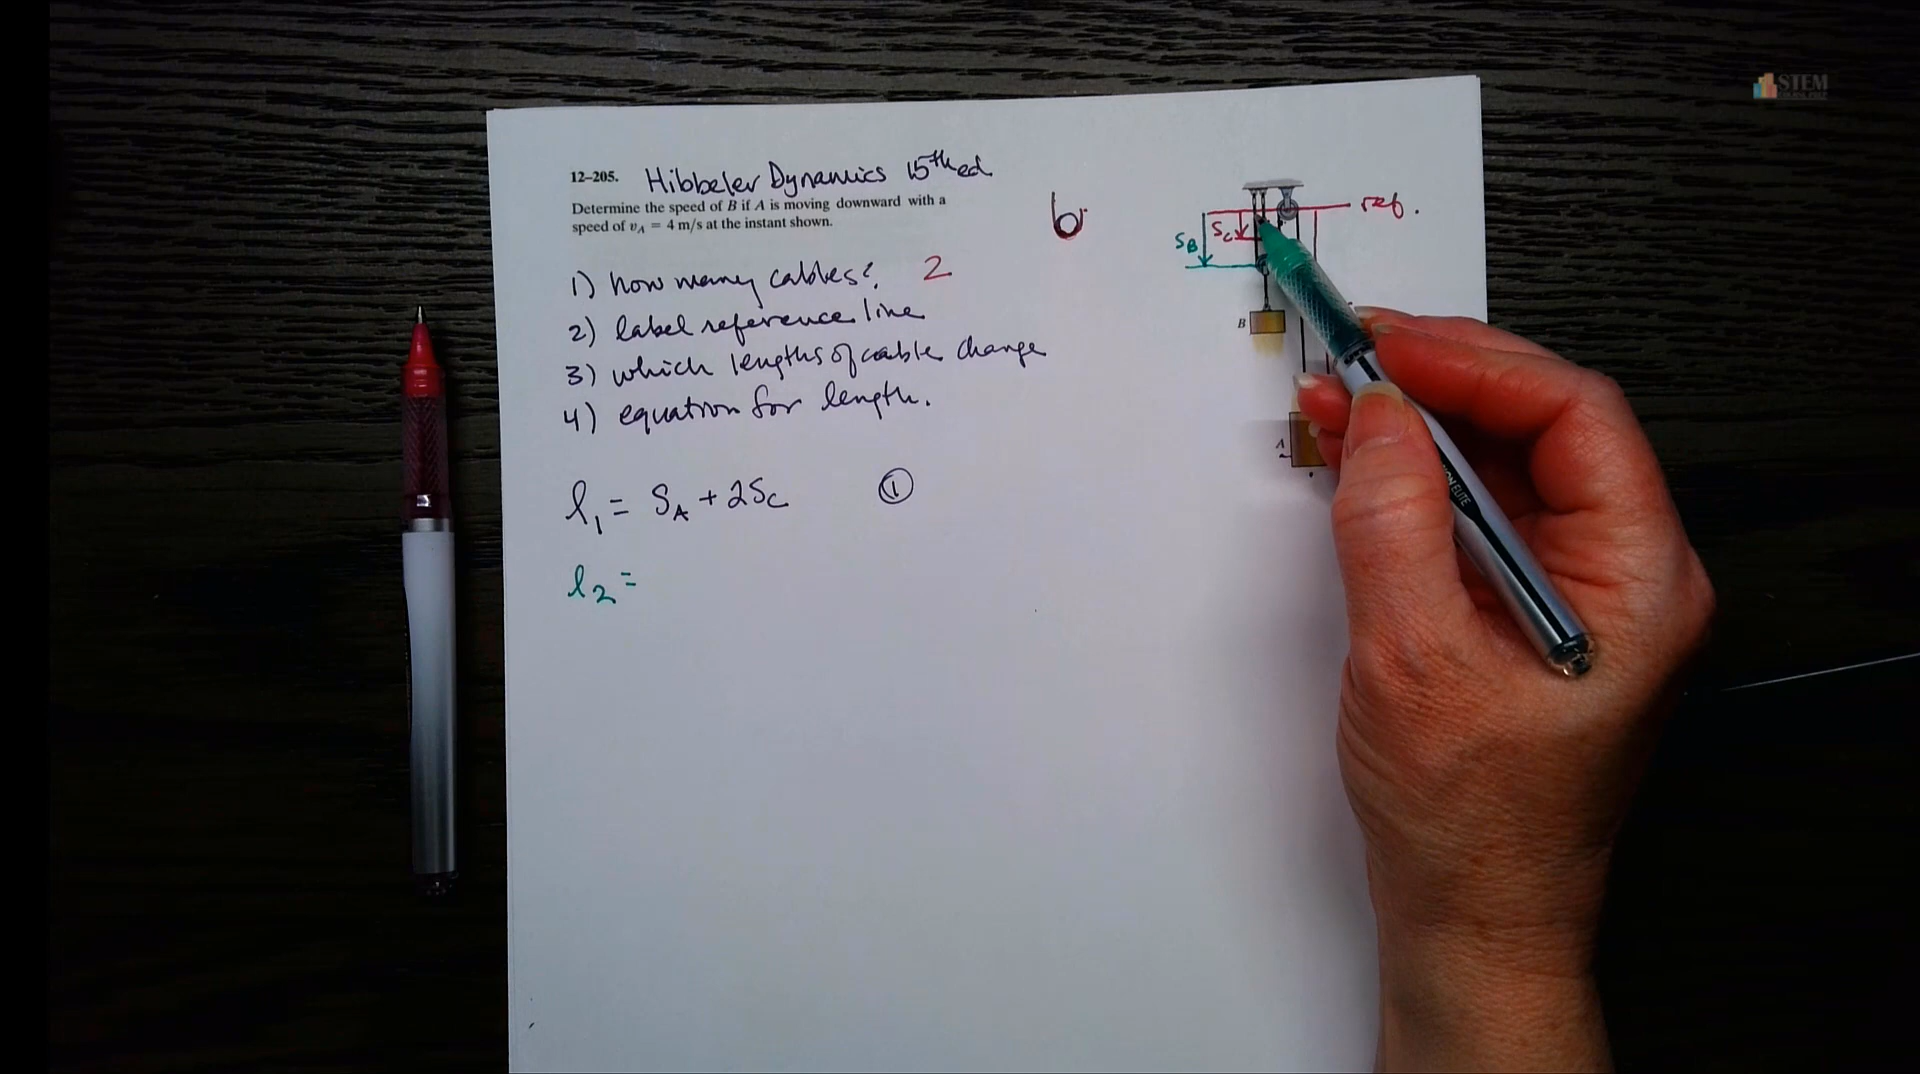 STEM
12–205. Hibbeler Dynamics 15th ed
Determine the speed of B if A is moving downward with a
speed of vA = 4 m/s at the instant shown.
1) how many cables? 2
2) label reference line
3) which lengths of cable change
4) equation for length.
l1 = SA + 2SC ①
l2 =
6
ref.
SC
SB
B
A